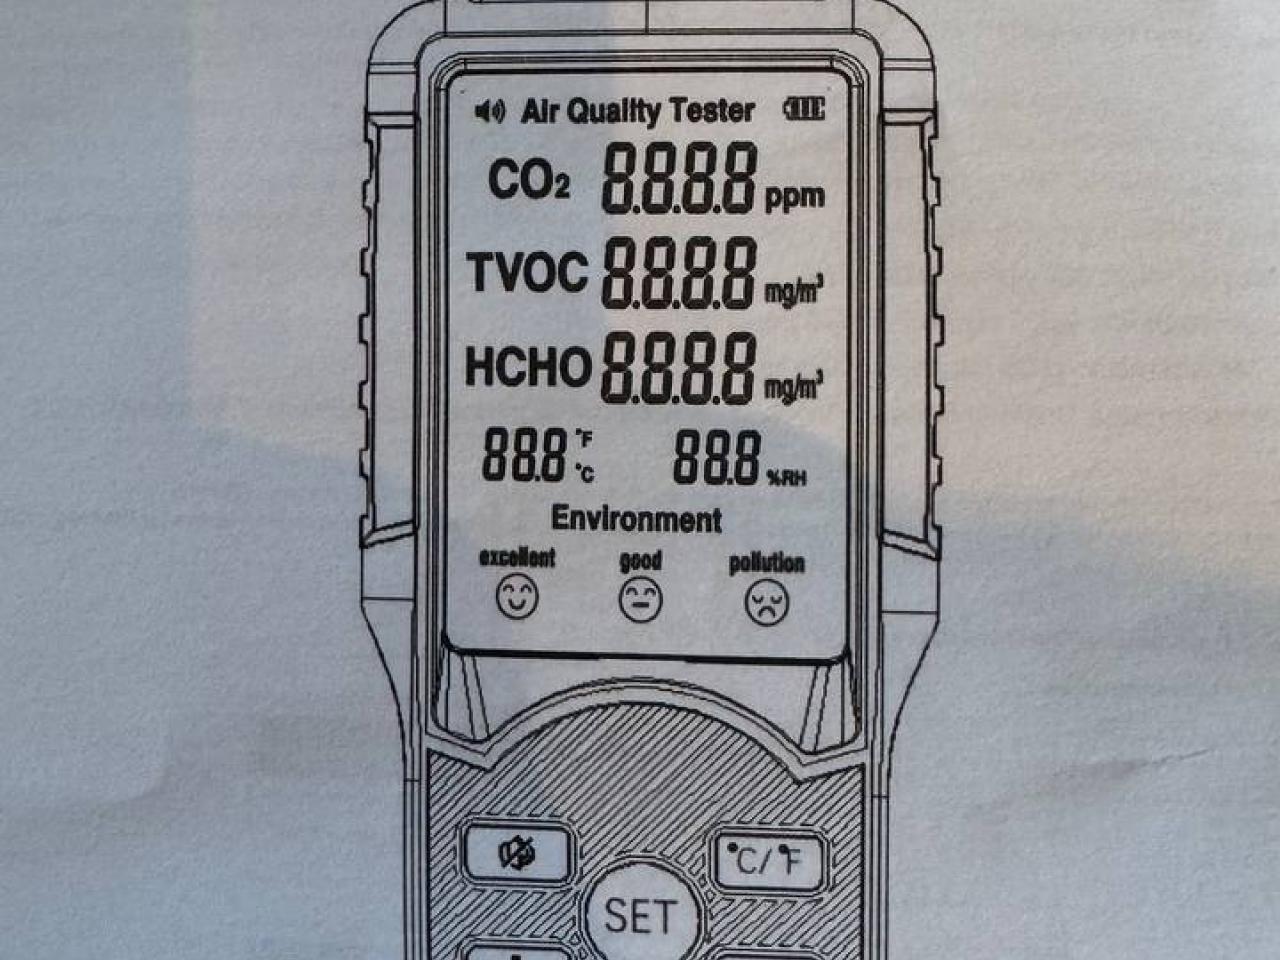 Air Quality Tester
CO₂ 8.8.8.8 ppm
TVOC 8.8.8.8 mg/m³
HCHO 8.8.8.8 mg/m³
88.8 °F °C 88.8 %RH
Environment
excellent good pollution
°C/°F
SET